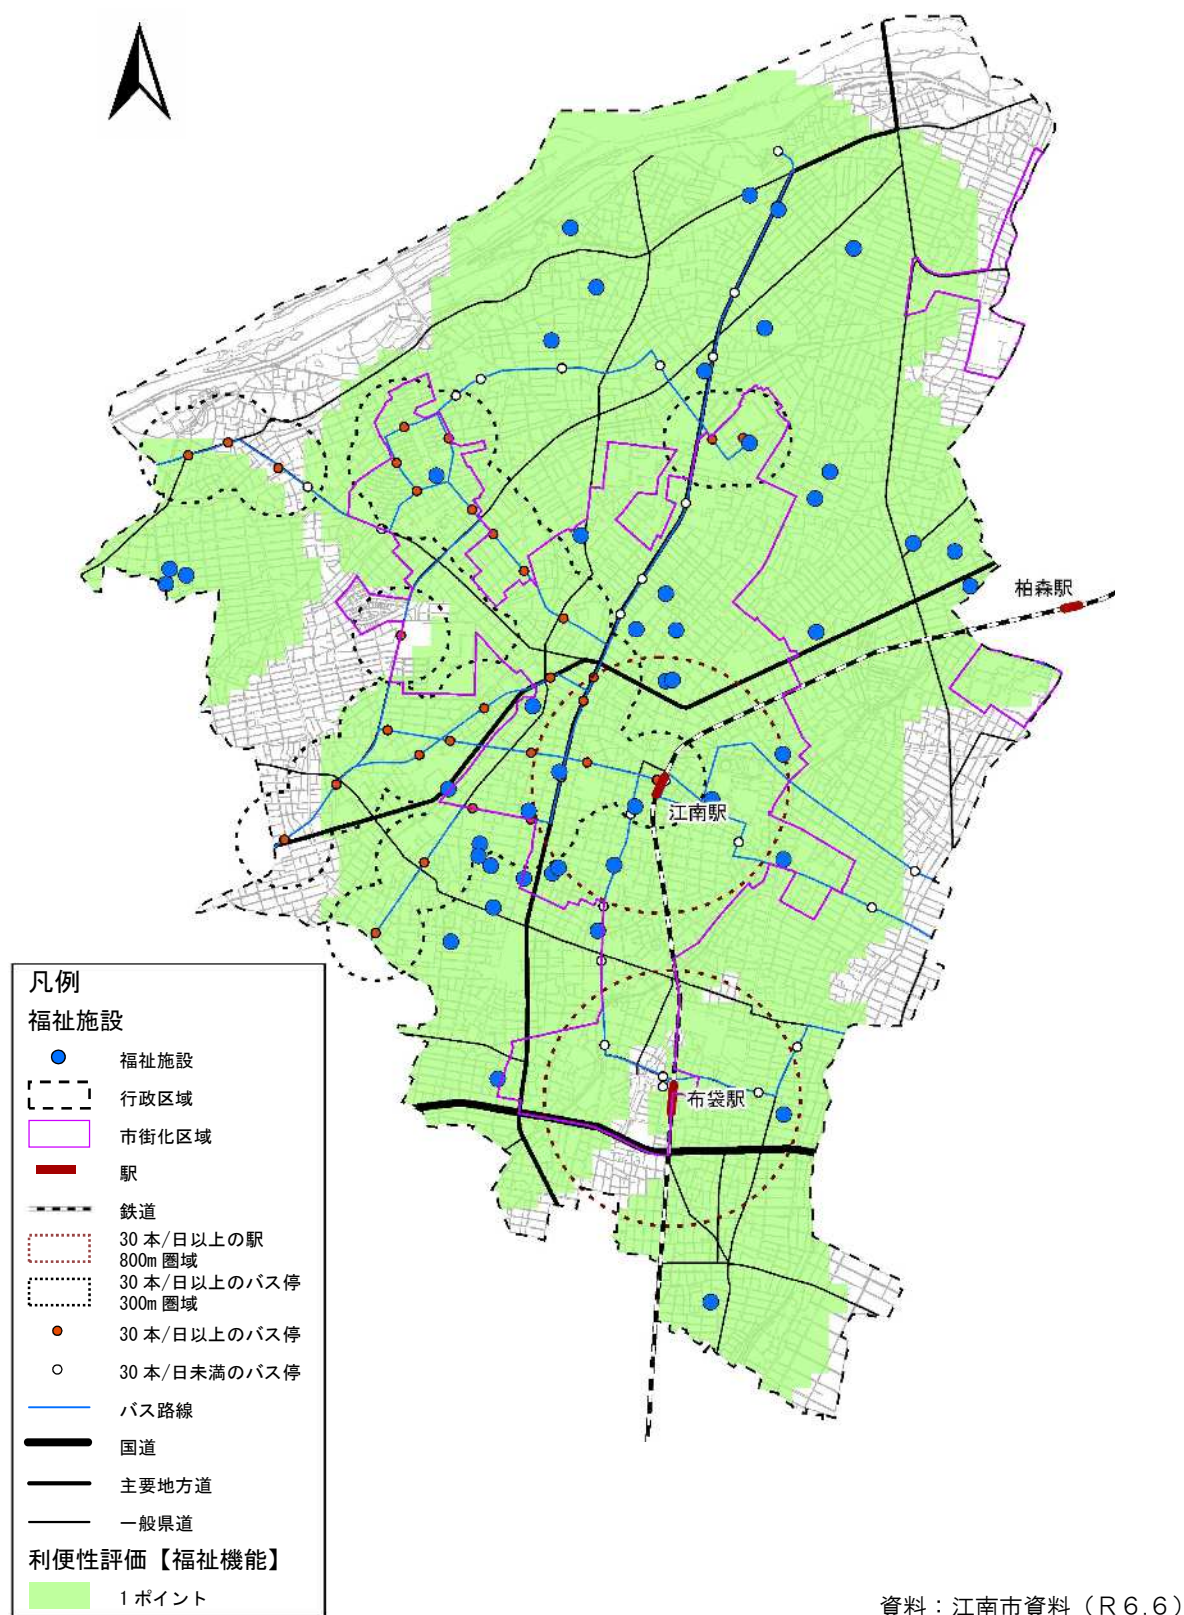 柏森駅
江南駅
布袋駅
凡例
福祉施設
福祉施設
行政区域
市街化区域
駅
鉄道
30 本/日以上の駅
800m 圏域
30 本/日以上のバス停
300m 圏域
30 本/日以上のバス停
30 本/日未満のバス停
バス路線
国道
主要地方道
一般県道
利便性評価【福祉機能】
1 ポイント
資料：江南市資料（Ｒ６.６）